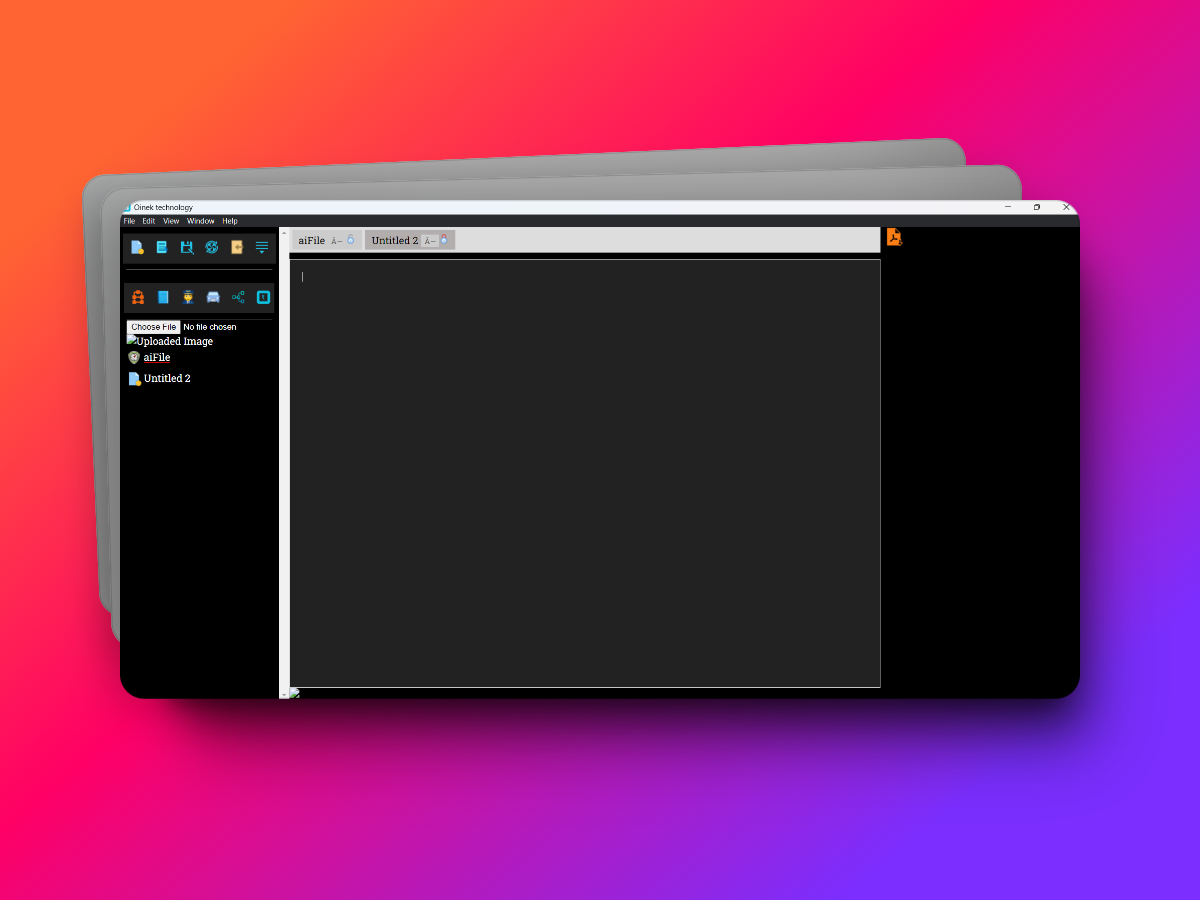 Oinek technology
File Edit View Window Help
aiFile Ã— Untitled 2 Ã—
Choose File No file chosen
Uploaded Image
aiFile
Untitled 2